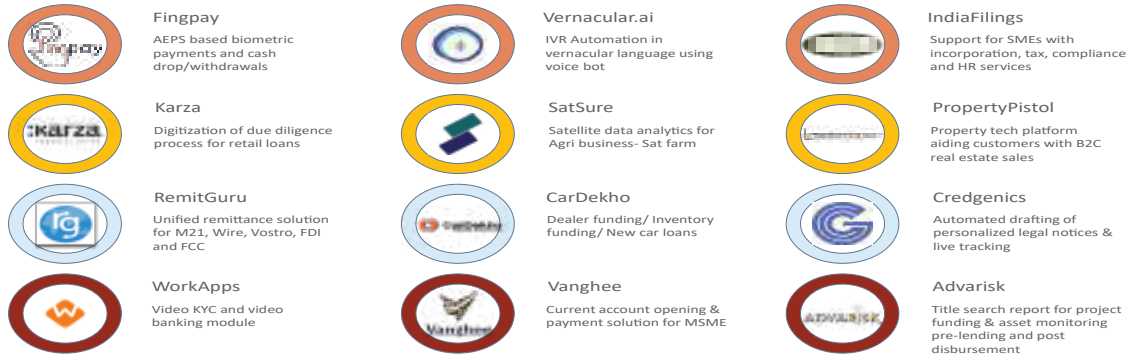 Fingpay
AEPS based biometric
payments and cash
drop/withdrawals
Vernacular.ai
IVR Automation in
vernacular language using
voice bot
IndiaFilings
Support for SMEs with
incorporation, tax, compliance
and HR services
:karza
Karza
Digitization of due diligence
process for retail loans
SatSure
Satellite data analytics for
Agri business- Sat farm
PropertyPistol
Property tech platform
aiding customers with B2C
real estate sales
rg
RemitGuru
Unified remittance solution
for M21, Wire, Vostro, FDI
and FCC
CarDekho
CarDekho
Dealer funding/ Inventory
funding/ New car loans
Credgenics
Automated drafting of
personalized legal notices &
live tracking
WorkApps
Video KYC and video
banking module
Vanghee
Vanghee
Current account opening &
payment solution for MSME
ADVARISK
Advarisk
Title search report for project
funding & asset monitoring
pre-lending and post
disbursement